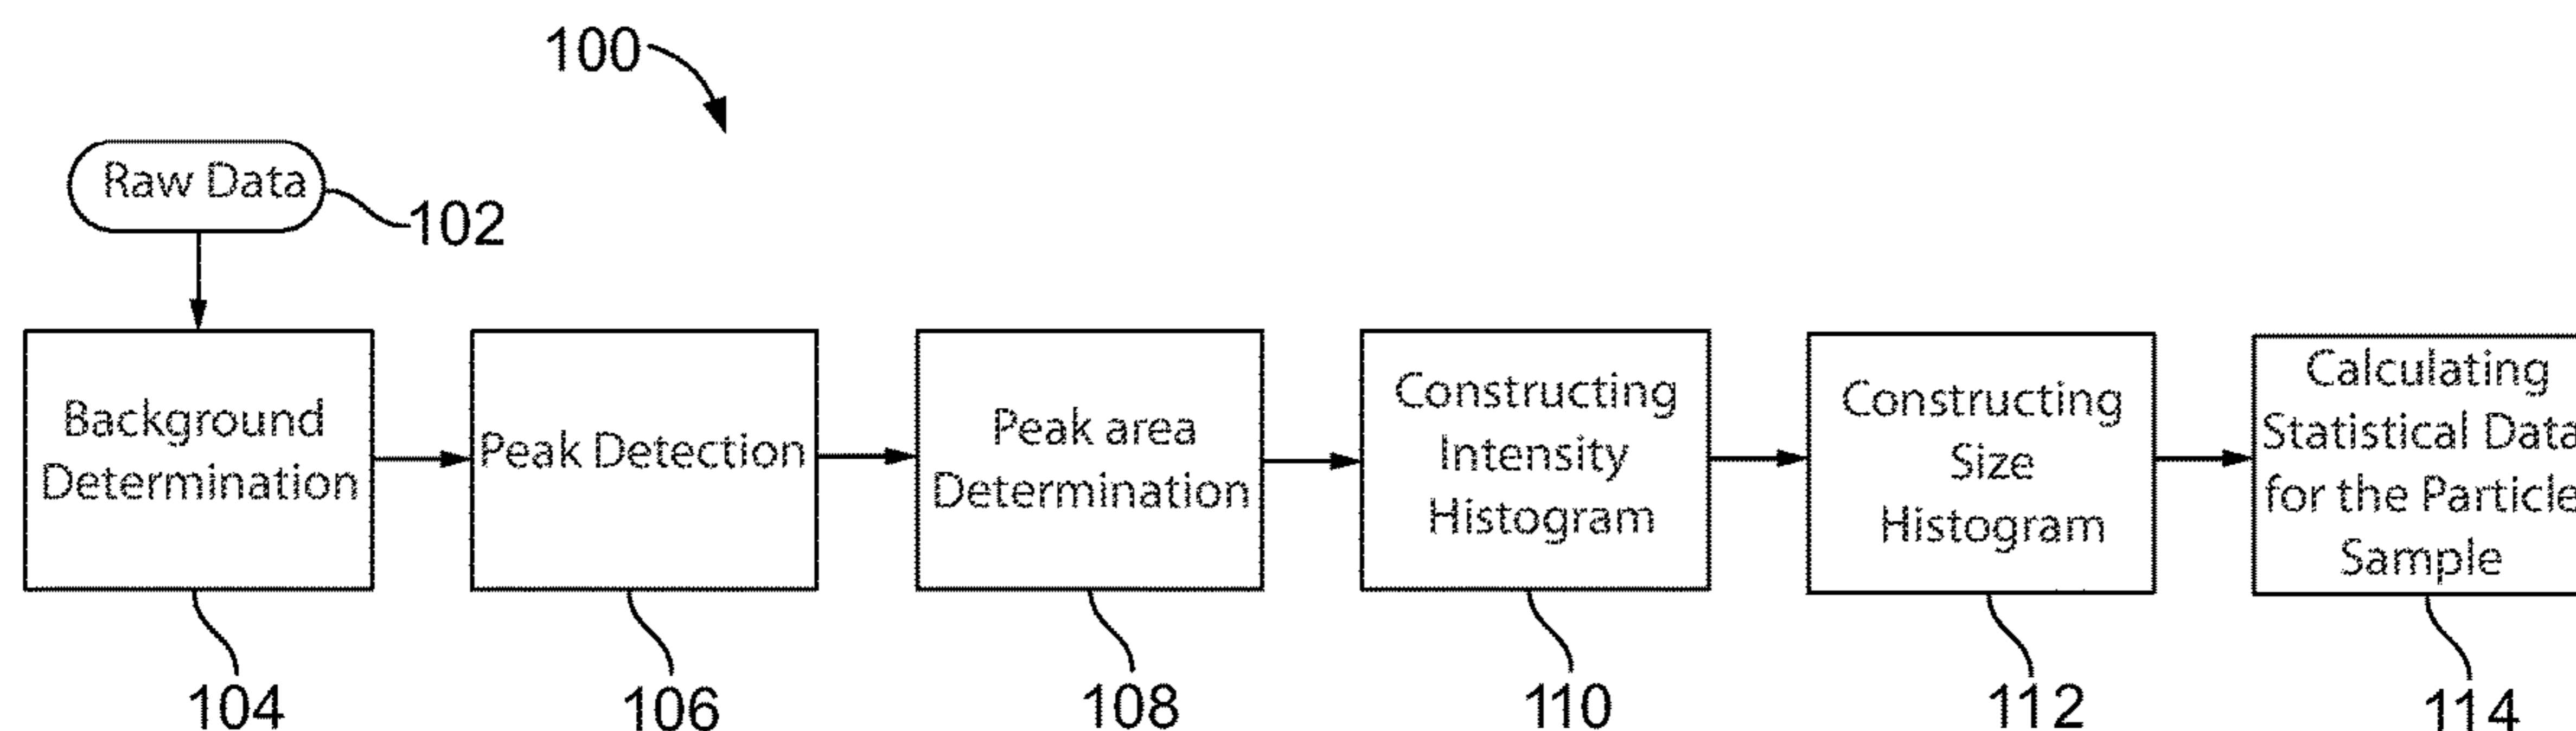 100
Raw Data
102
Background
Determination
Peak Detection
Peak area
Determination
Constructing
Intensity
Histogram
Constructing
Size
Histogram
Calculating
Statistical Data
for the Particle
Sample
104
106
108
110
112
114